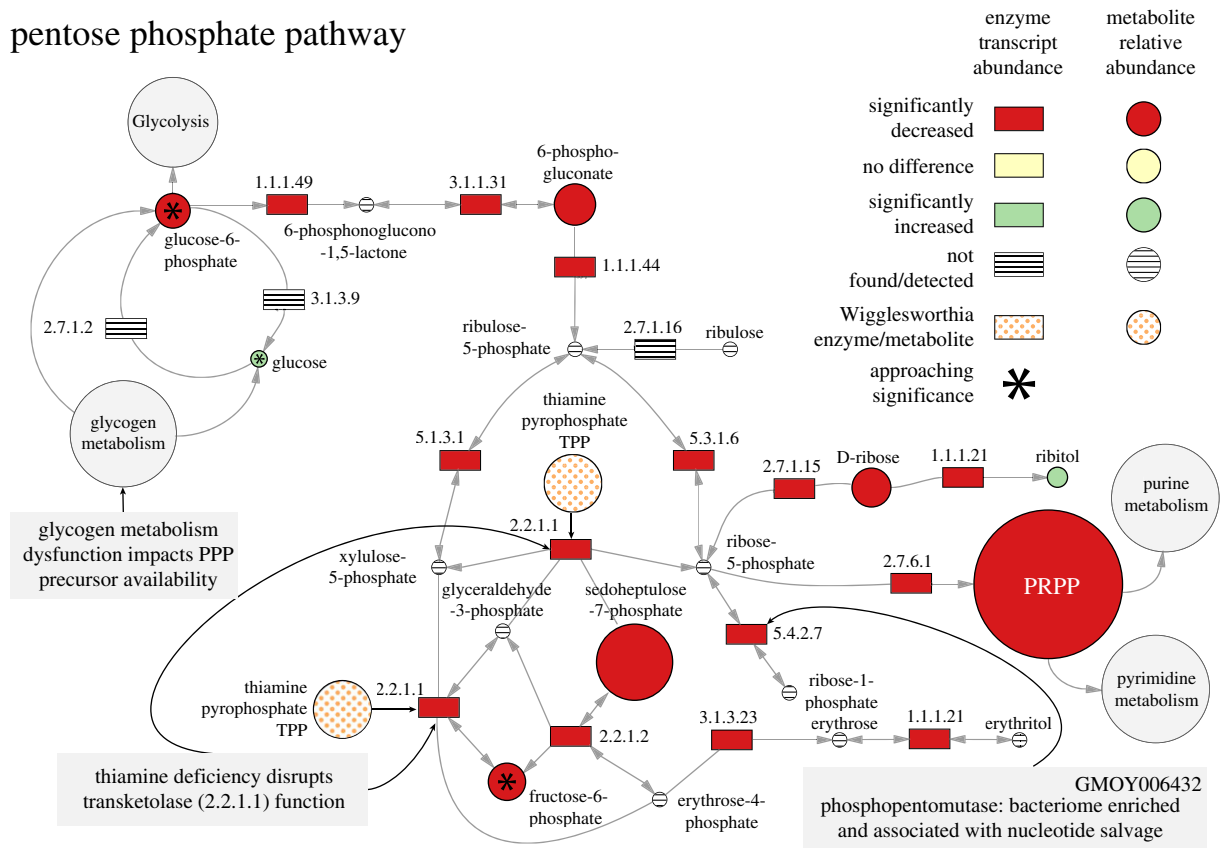 pentose phosphate pathway
enzyme
transcript
abundance
metabolite
relative
abundance
significantly
decreased
no difference
significantly
increased
not
found/detected
Wigglesworthia
enzyme/metabolite
approaching
significance
Glycolysis
glucose-6-
phosphate
1.1.1.49
6-phosphonoglucono
-1,5-lactone
3.1.1.31
6-phospho-
gluconate
1.1.1.44
3.1.3.9
2.7.1.2
glucose
glycogen
metabolism
ribulose-
5-phosphate
2.7.1.16
ribulose
thiamine
pyrophosphate
TPP
5.1.3.1
5.3.1.6
2.7.1.15
D-ribose
1.1.1.21
ribitol
purine
metabolism
glycogen metabolism
dysfunction impacts PPP
precursor availability
2.2.1.1
xylulose-
5-phosphate
ribose-
5-phosphate
2.7.6.1
PRPP
glyceraldehyde
-3-phosphate
sedoheptulose
-7-phosphate
5.4.2.7
ribose-1-
phosphate
pyrimidine
metabolism
thiamine
pyrophosphate
TPP
2.2.1.1
2.2.1.2
3.1.3.23
erythrose
1.1.1.21
erythritol
fructose-6-
phosphate
erythrose-4-
phosphate
thiamine deficiency disrupts
transketolase (2.2.1.1) function
GMOY006432
phosphopentomutase: bacteriome enriched
and associated with nucleotide salvage